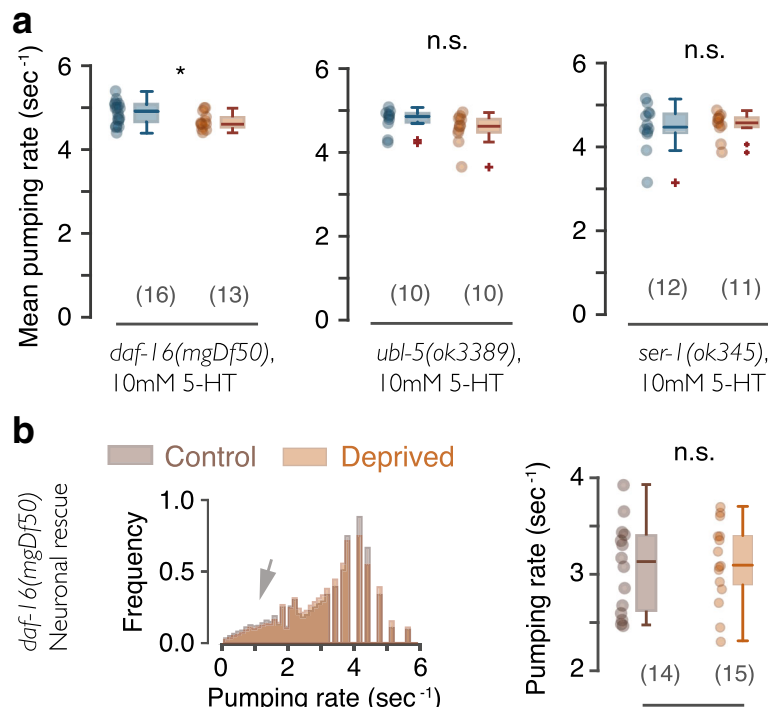 a
Mean pumping rate (sec⁻¹)
6
4
2
0
*
(16) (13)
daf-16(mgDf50),
10mM 5-HT
n.s.
6
4
2
0
(10) (10)
ubl-5(ok3389),
10mM 5-HT
n.s.
6
4
2
0
(12) (11)
ser-1(ok345),
10mM 5-HT
b
Control Deprived
daf-16(mgDf50)
Neuronal rescue
Frequency
1.0
0.5
0.0
0 2 4 6
Pumping rate (sec⁻¹)
n.s.
Pumping rate (sec⁻¹)
4
3
2
(14) (15)